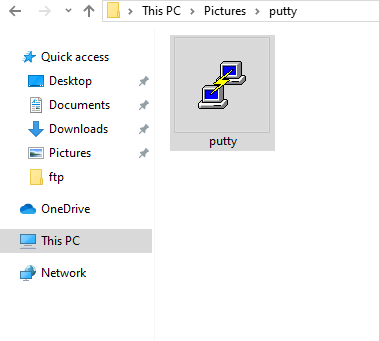 This PC > Pictures > putty
Quick access
Desktop
Documents
Downloads
Pictures
ftp
OneDrive
This PC
Network
putty